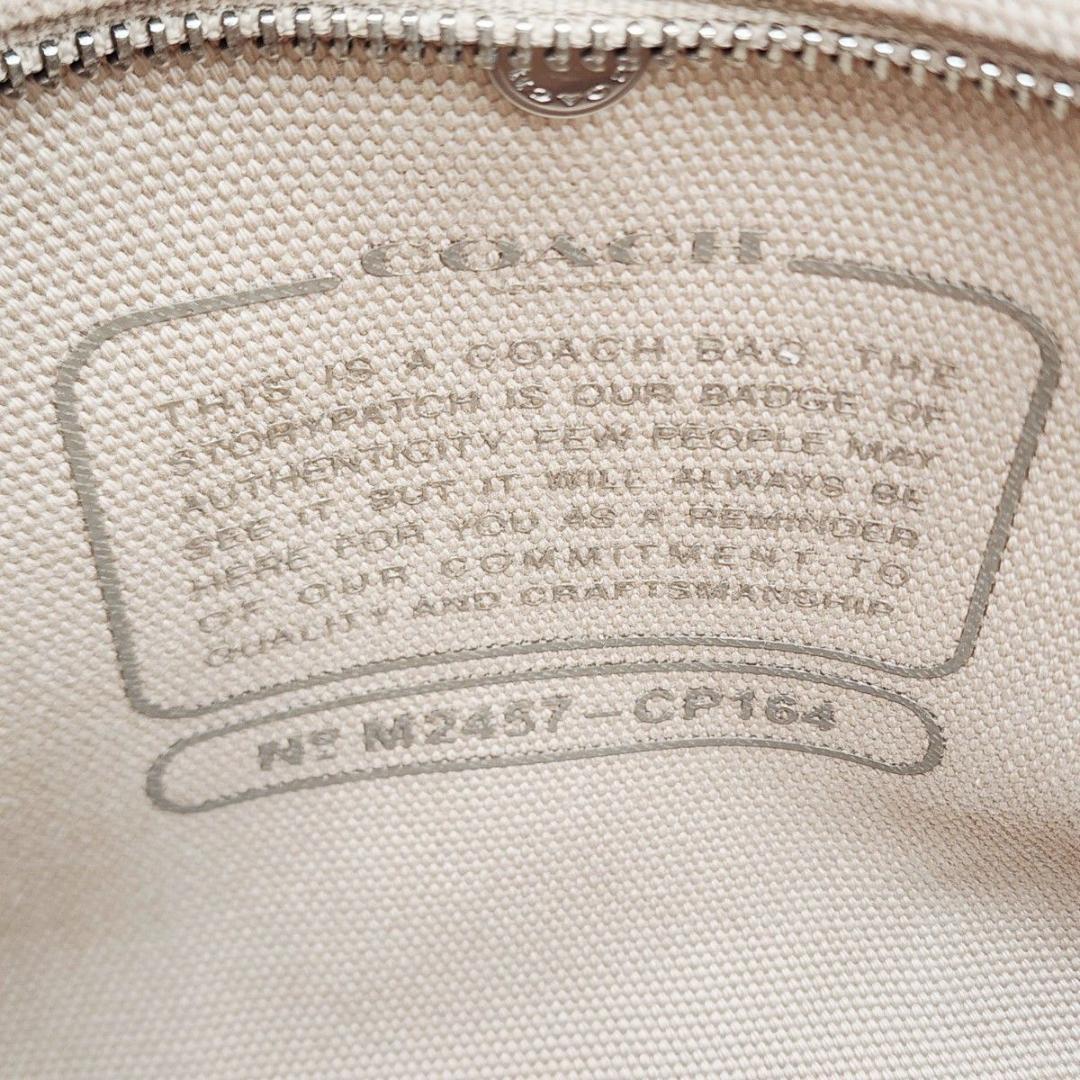 COACH
THIS IS A COACH BAG. THE
STORYPATCH IS OUR BADGE OF
AUTHENTICITY. FEW PEOPLE MAY
SEE IT, BUT IT WILL ALWAYS BE
HERE FOR YOU AS A REMINDER
OF OUR COMMITMENT TO
QUALITY AND CRAFTSMANSHIP.
Nº M2457-CP164